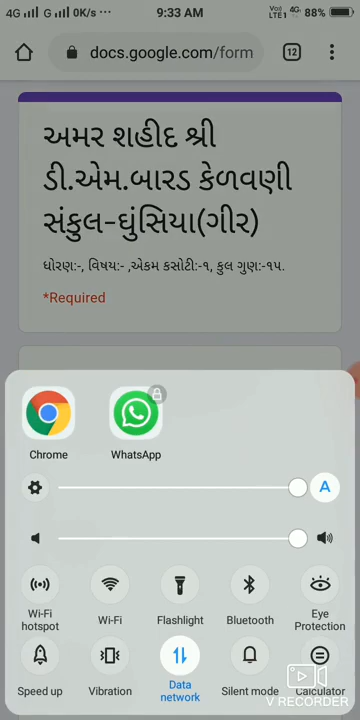 4G G 0K/s ··· 9:33 AM Vo) LTE1 4G 88%
docs.google.com/form 12
અમર શહીદ શ્રી
ડી.એમ.બારડ કેળવણી
સંકુલ-ઘુંસિયા(ગીર)
ધોરણ:-, વિષય:- ,એકમ કસોટી:-૧, કુલ ગુણ:-૧૫.
*Required
Chrome WhatsApp
A
Wi-Fi hotspot
Wi-Fi
Flashlight
Bluetooth
Eye Protection
Speed up
Vibration
Data network
Silent mode
Calculator
V RECORDER